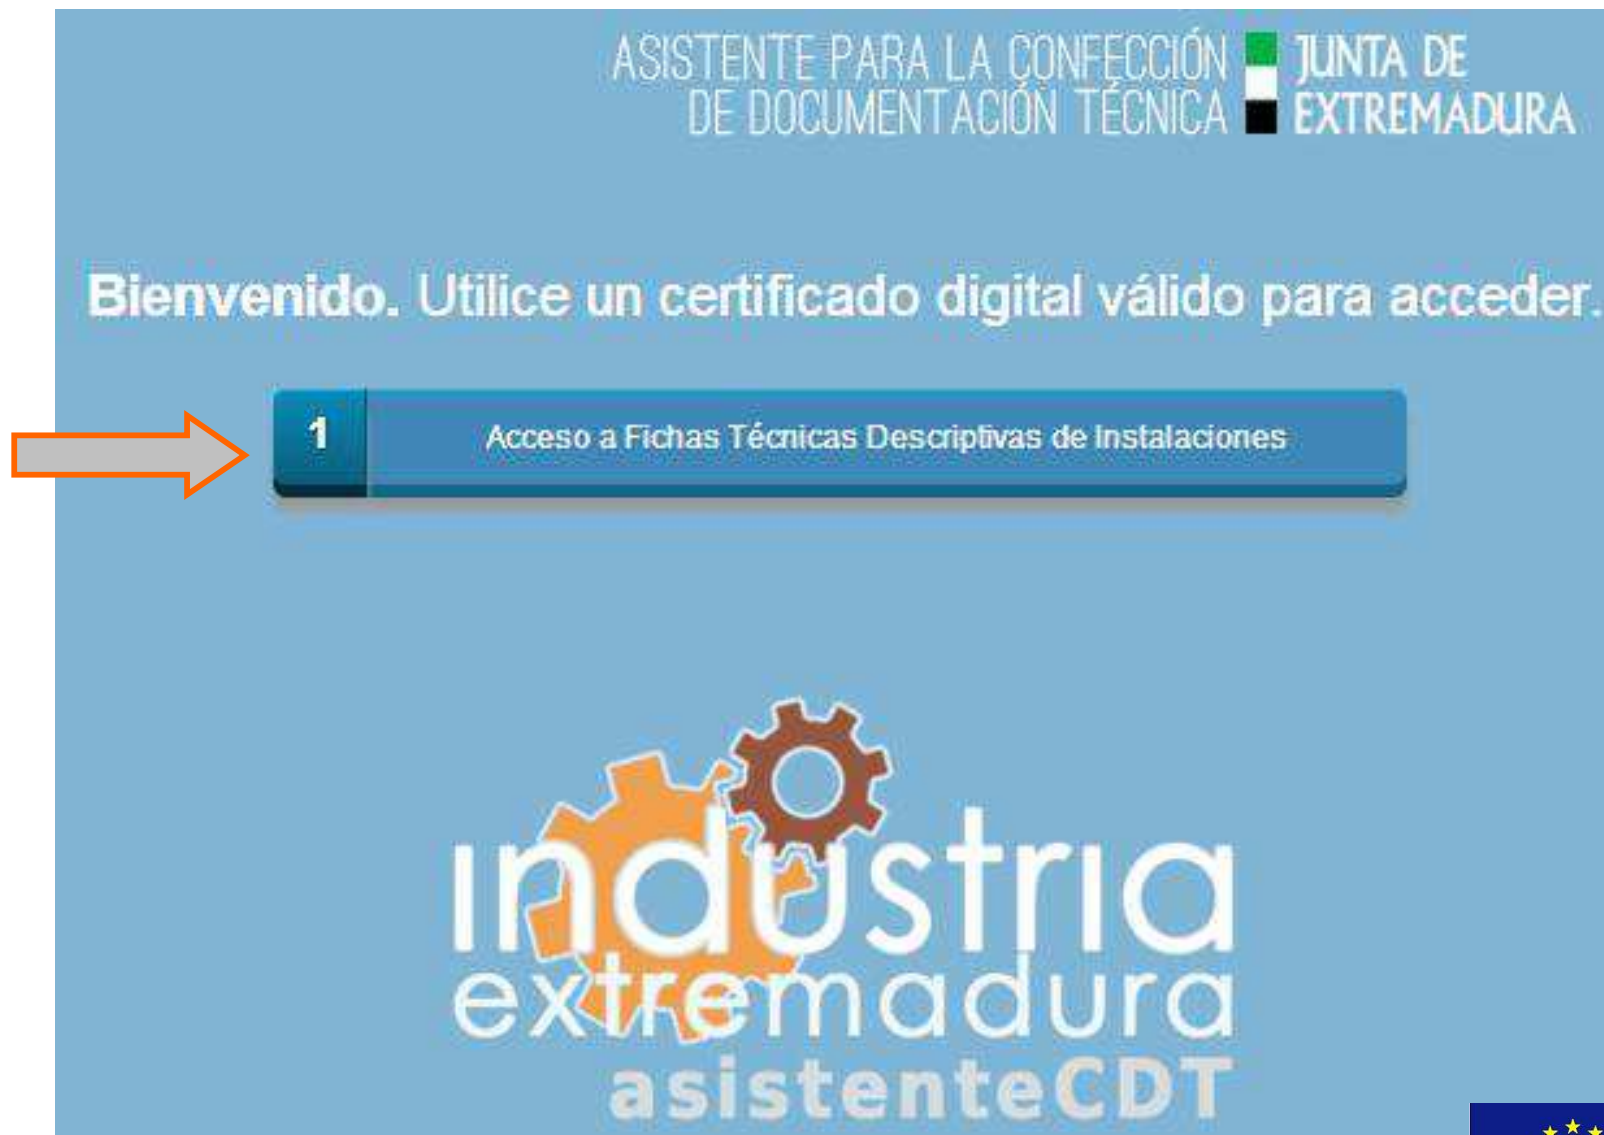 ASISTENTE PARA LA CONFECCIÓN
DE DOCUMENTACIÓN TÉCNICA
JUNTA DE
EXTREMADURA
Bienvenido. Utilice un certificado digital válido para acceder.
1 Acceso a Fichas Técnicas Descriptivas de Instalaciones
industria
extremadura
asistenteCDT